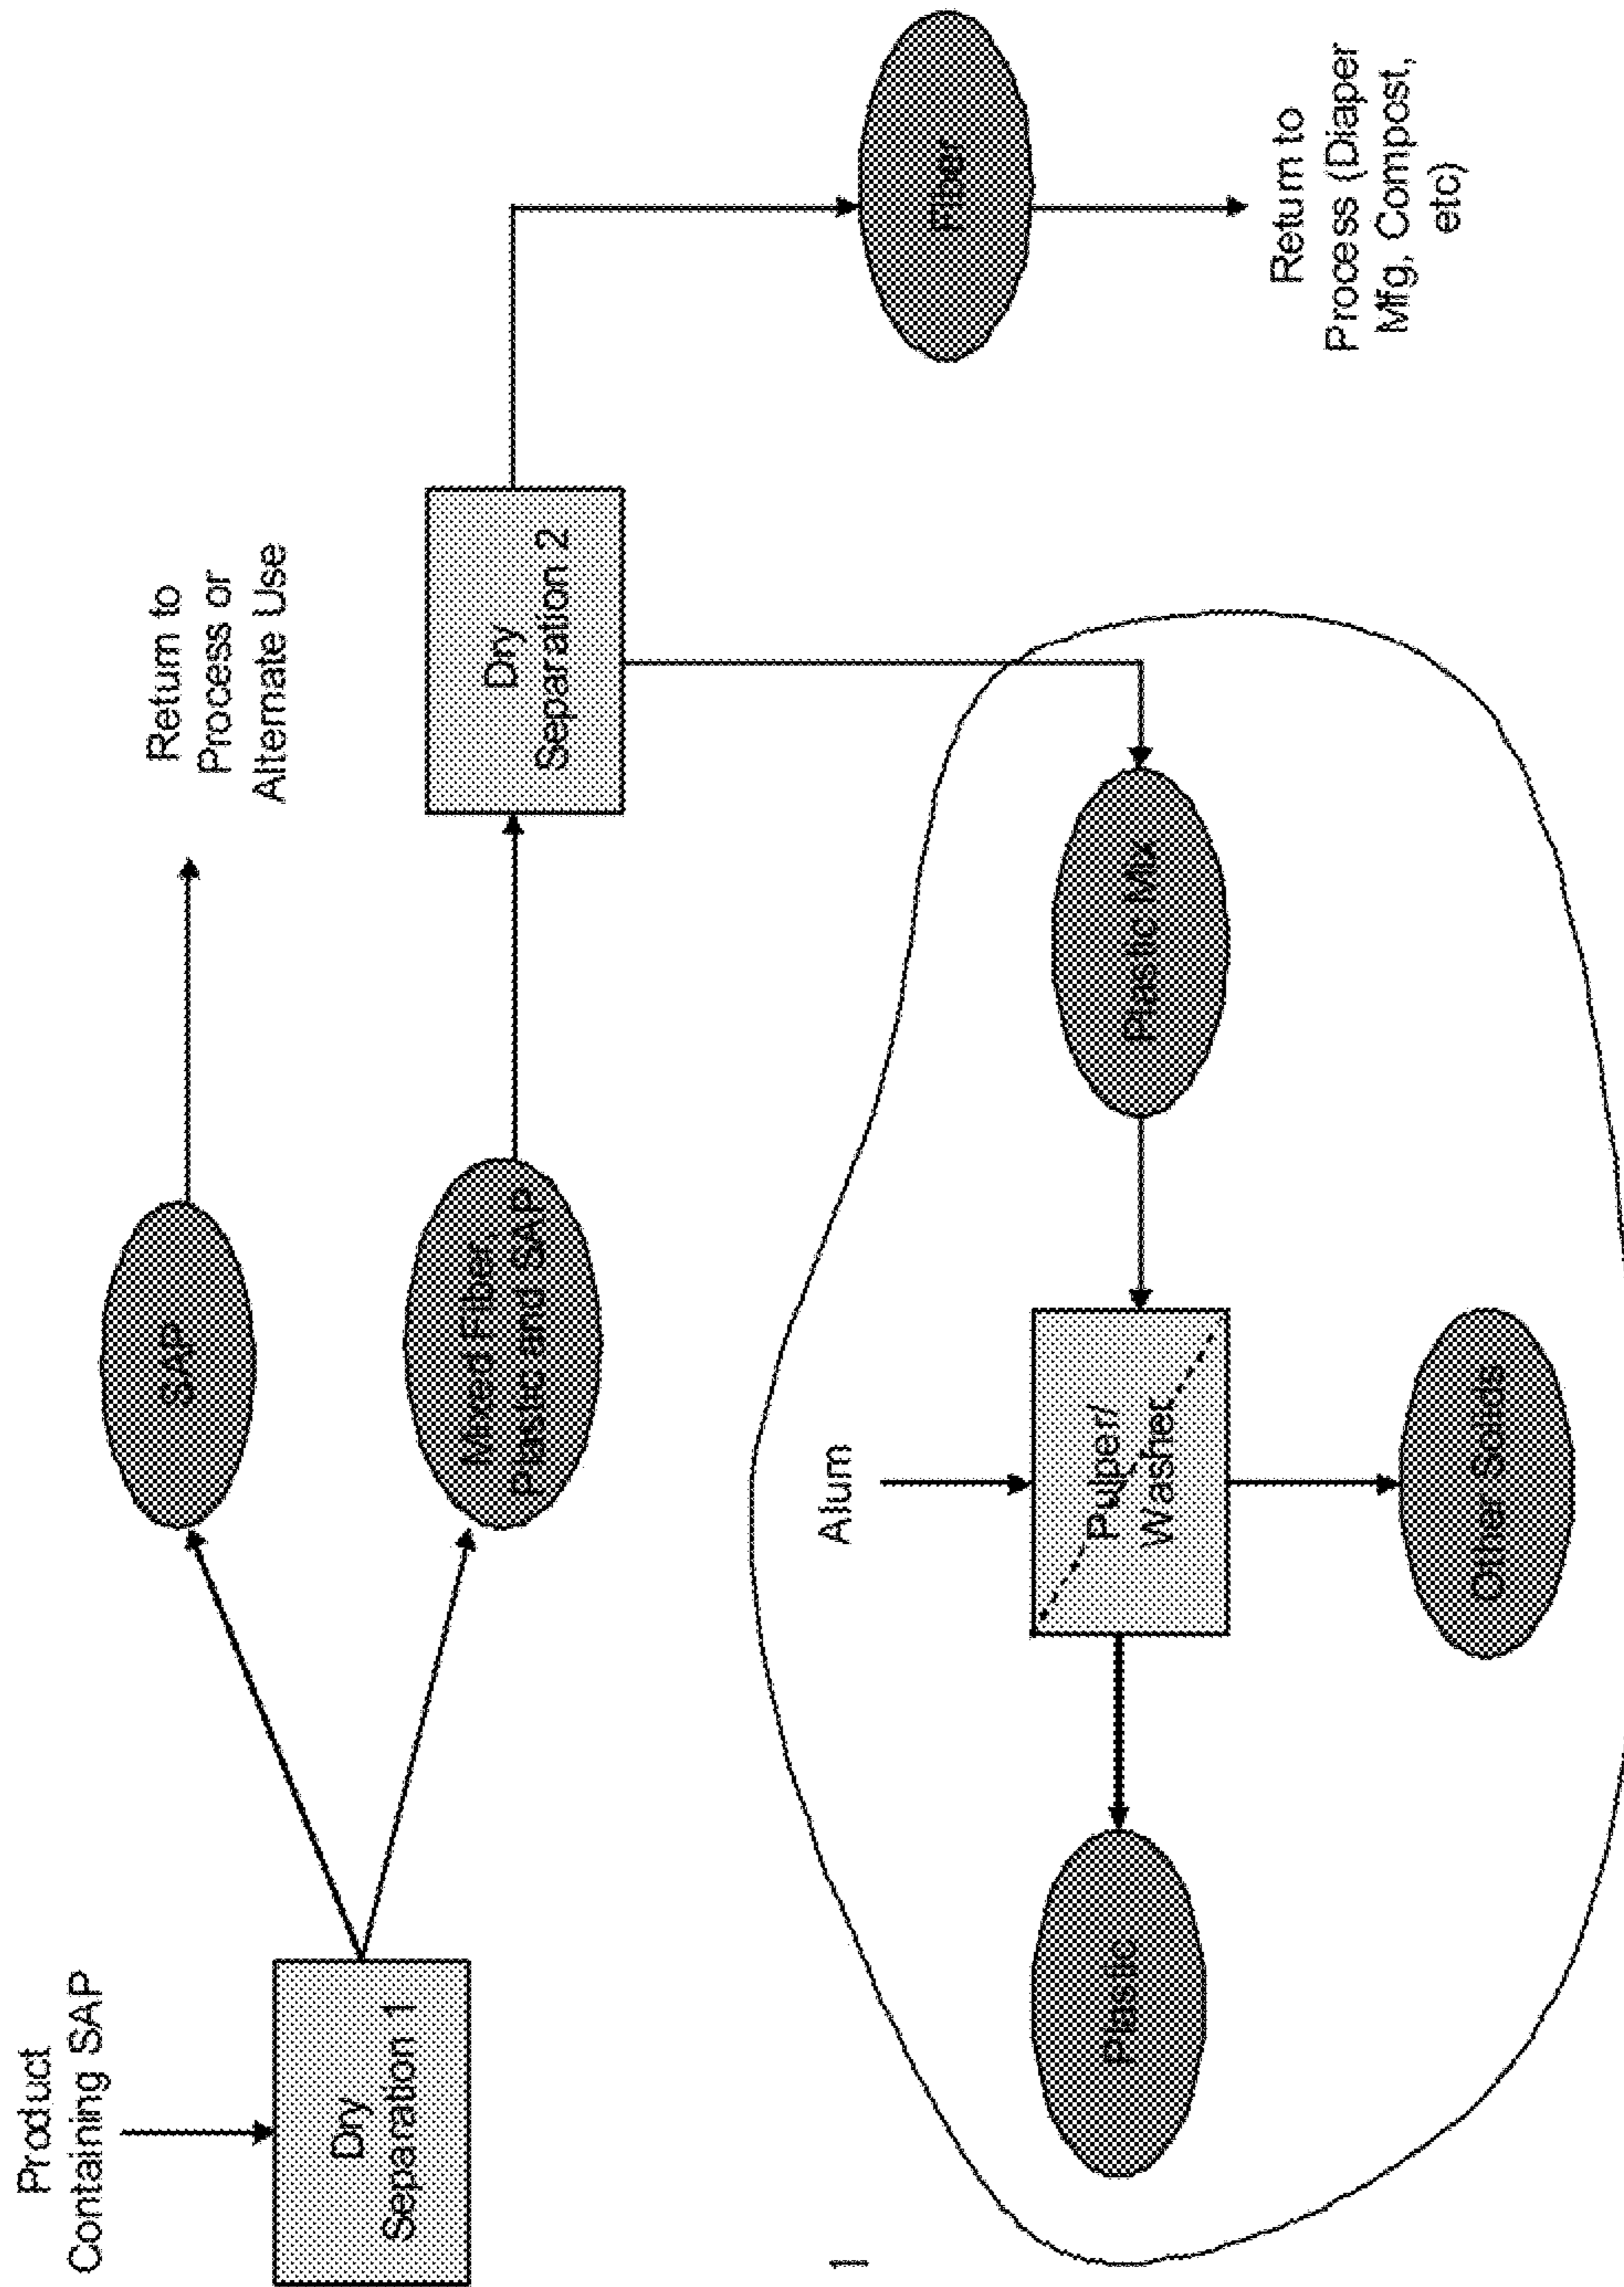 Product
Containing SAP
Dry
Separation 1
SAP
Return to
Process or
Alternate Use
Mixed Fiber,
Plastic and SAP
Dry
Separation 2
Fiber
Return to
Process (Diaper
Mfg, Compost,
etc)
Plastic Mix
Alum
Pulper/
Washer
Plastic
Other Solids
1